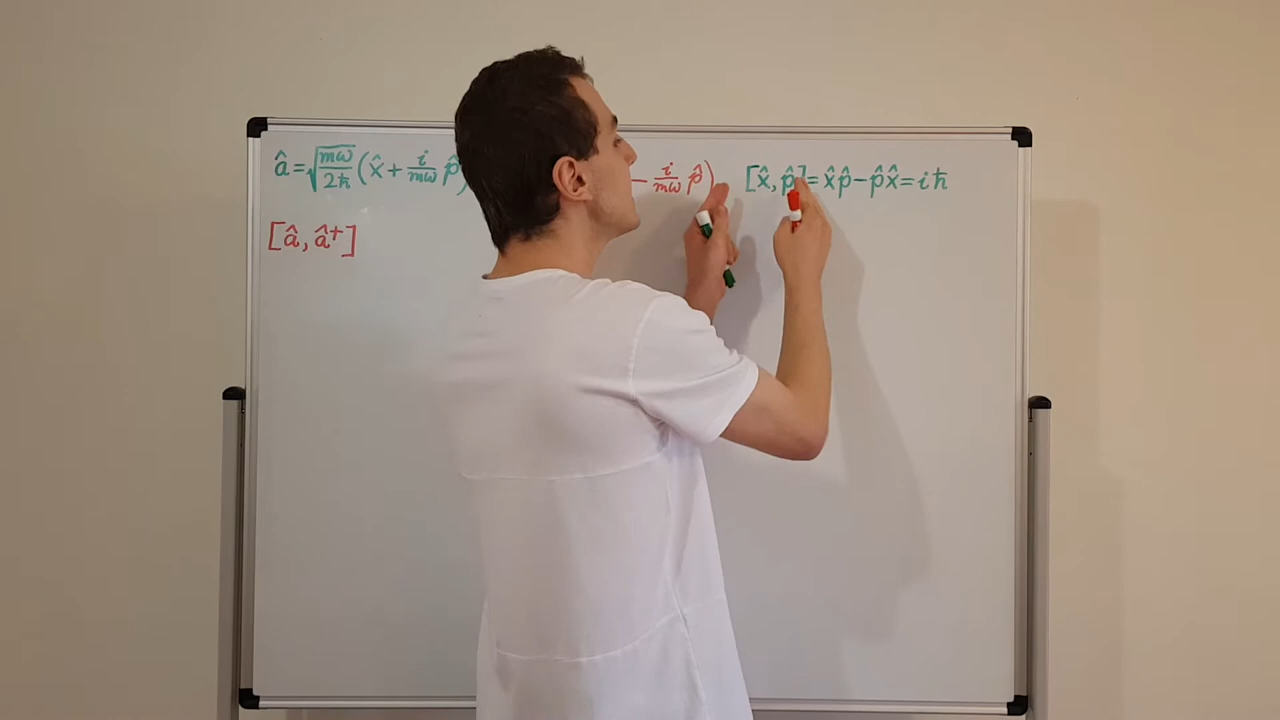 â = √(mω/2ħ) (x̂ + i/mω p̂) − i/mω p̂) [x̂, p̂] = x̂p̂ − p̂x̂ = iħ
[â, â†]